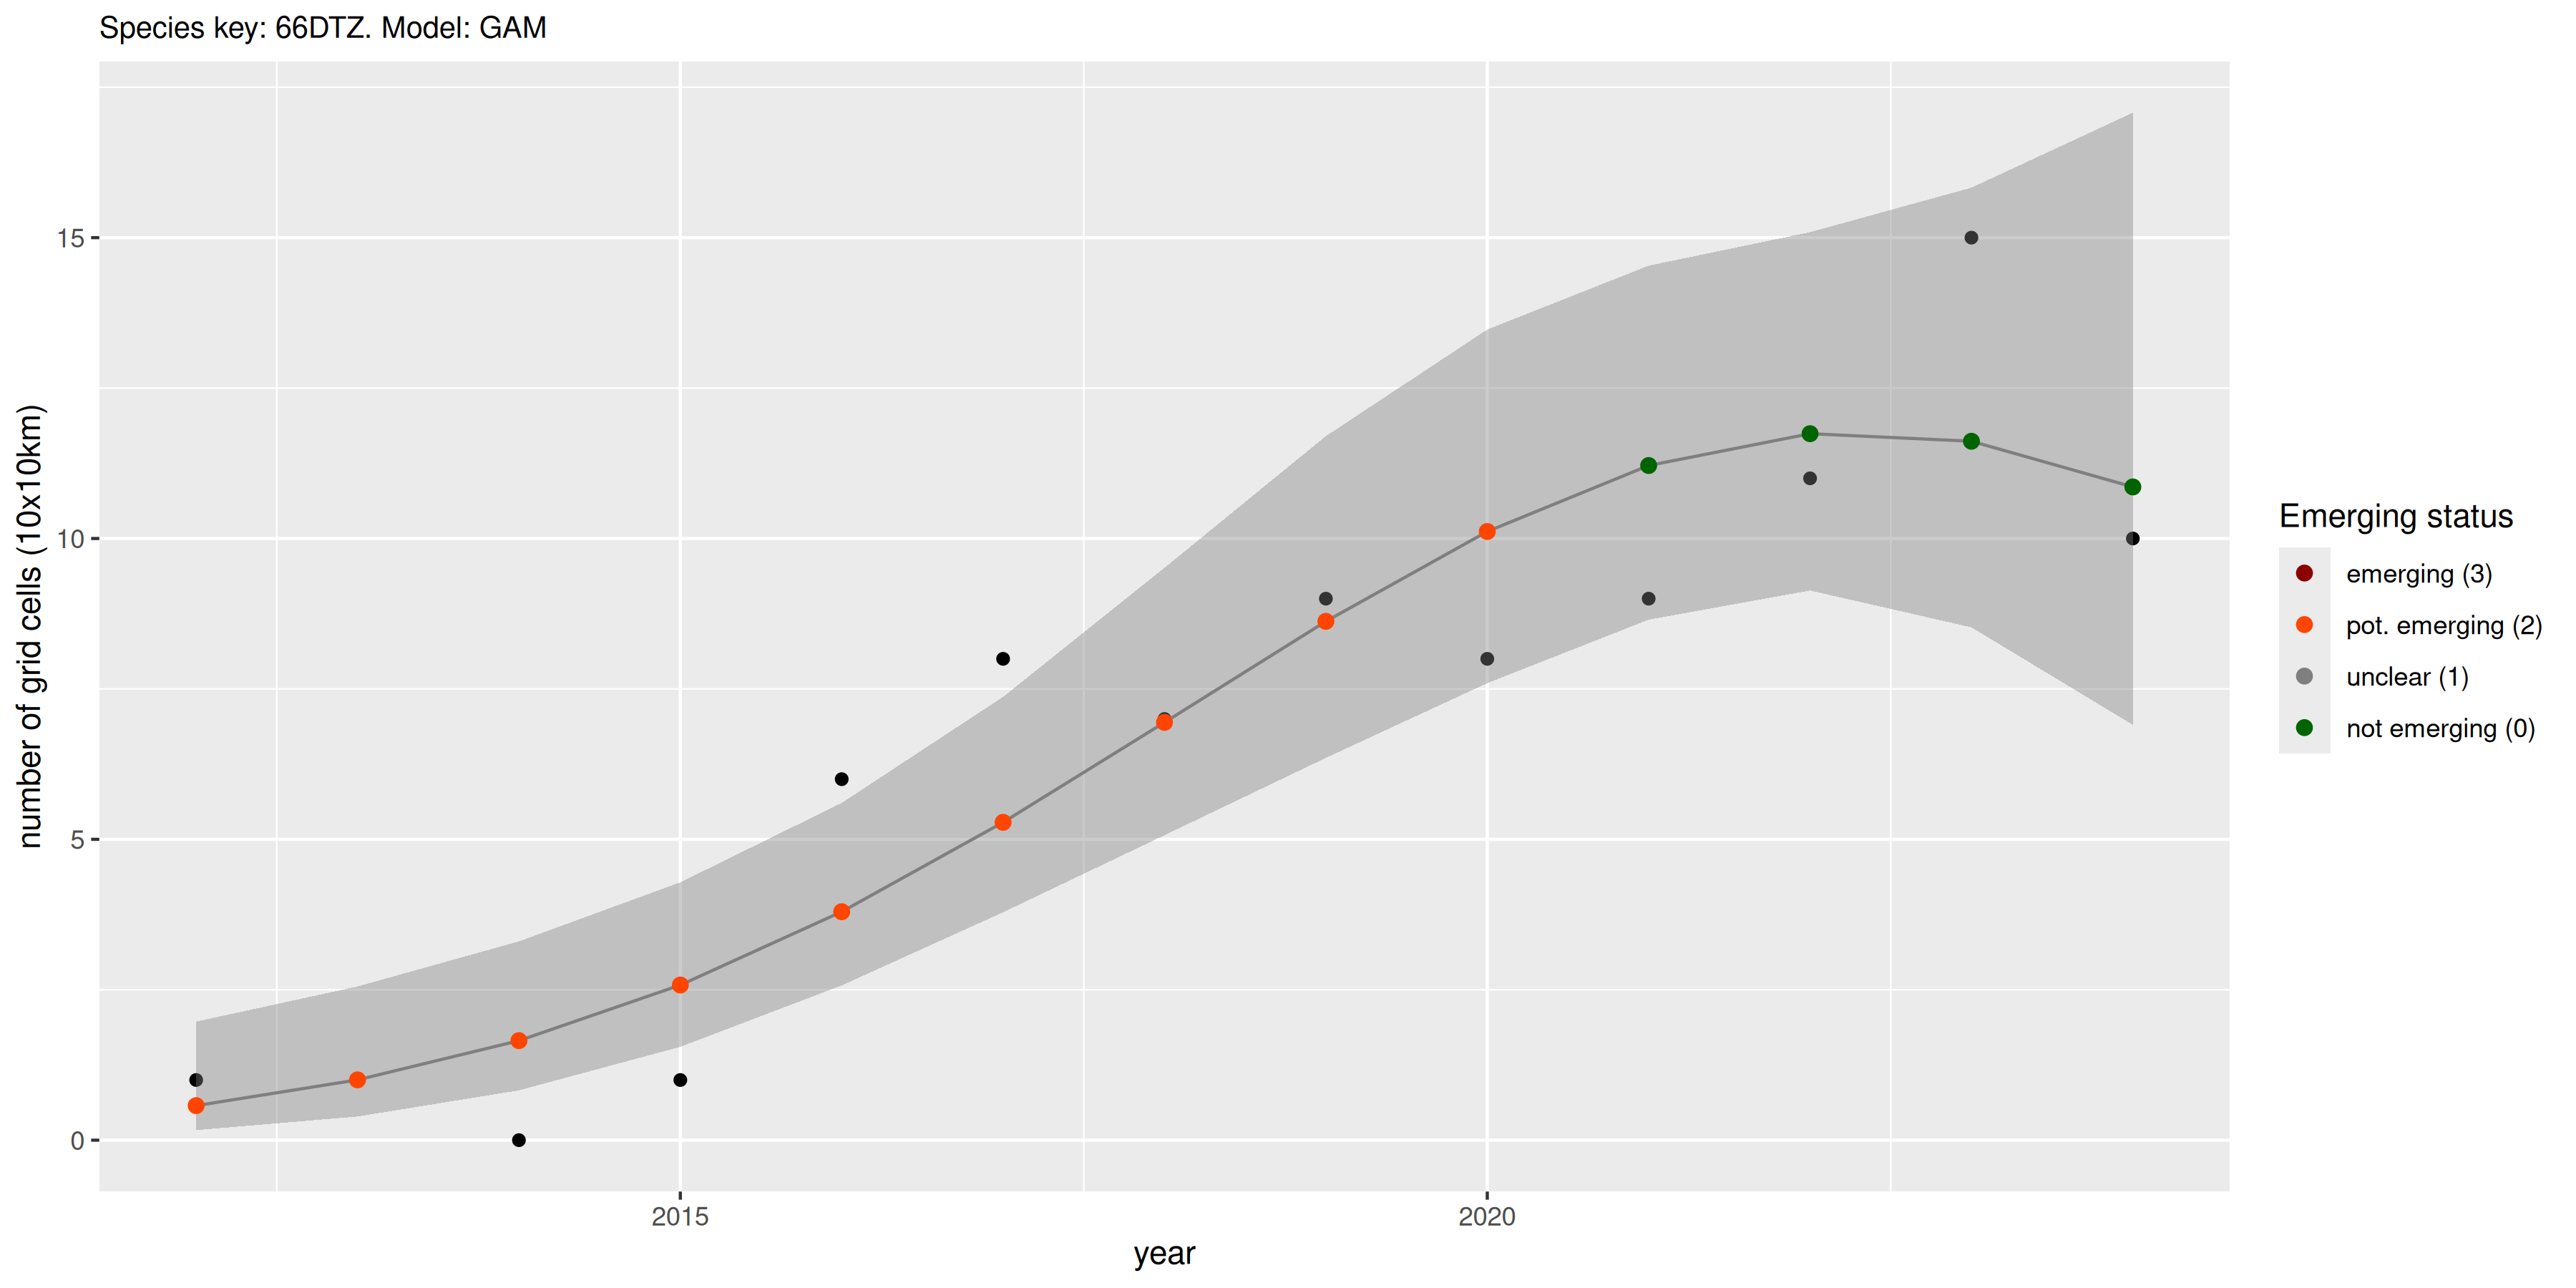 Species key: 66DTZ. Model: GAM
number of grid cells (10x10km)
15
10
5
0
2015
2020
year
Emerging status
emerging (3)
pot. emerging (2)
unclear (1)
not emerging (0)